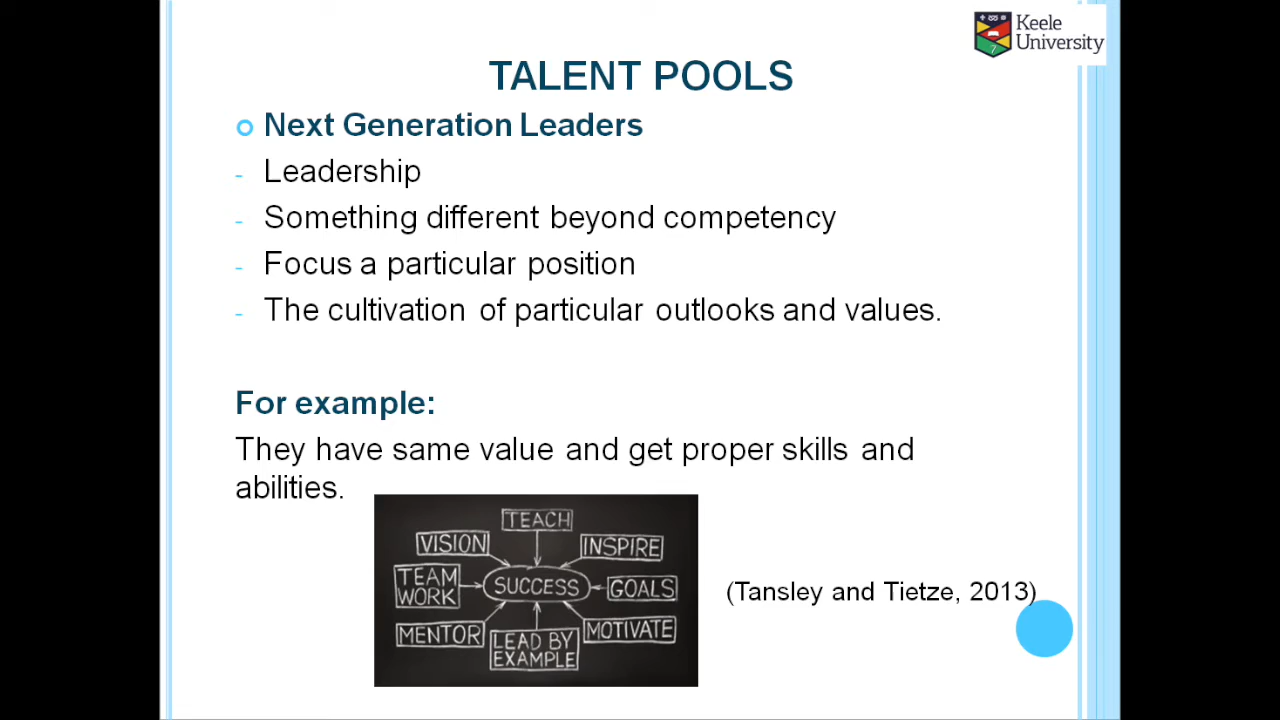 Keele
University
TALENT POOLS
Next Generation Leaders
- Leadership
- Something different beyond competency
- Focus a particular position
- The cultivation of particular outlooks and values.
For example:
They have same value and get proper skills and
abilities.
TEACH
VISION
INSPIRE
TEAM
WORK
SUCCESS
GOALS
MENTOR
LEAD BY
EXAMPLE
MOTIVATE
(Tansley and Tietze, 2013)